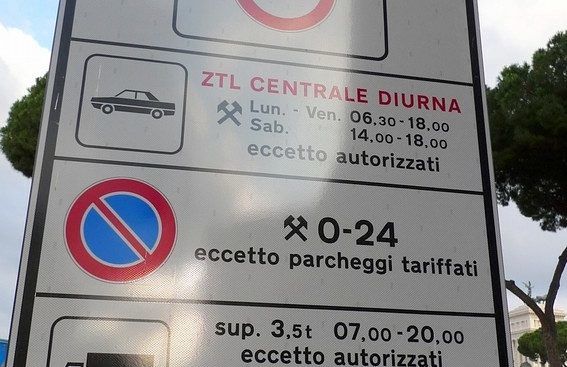 ZTL CENTRALE DIURNA
Lun. - Ven. 06,30-18,00
Sab. 14,00-18,00
eccetto autorizzati
0-24
eccetto parcheggi tariffati
sup. 3,5t 07,00-20,00
eccetto autorizzati